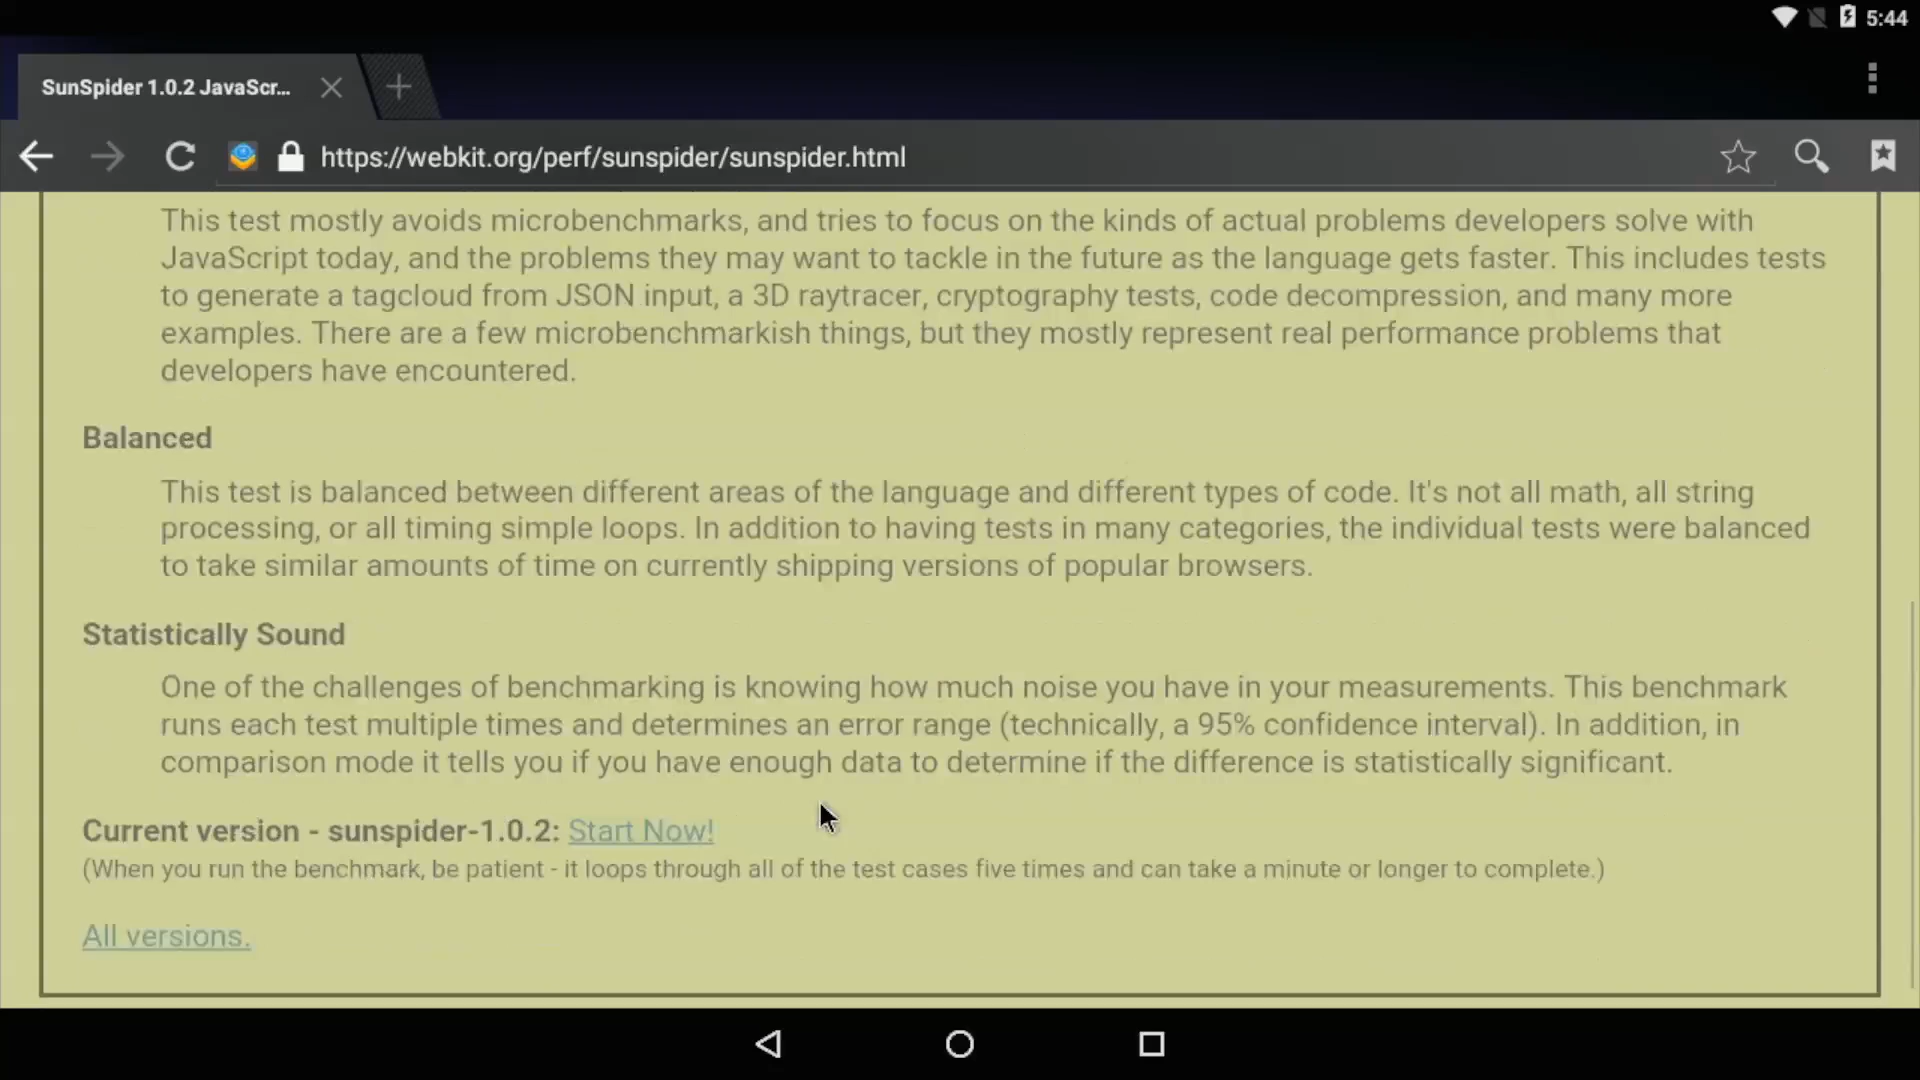 5:44
SunSpider 1.0.2 JavaScr...
https://webkit.org/perf/sunspider/sunspider.html
This test mostly avoids microbenchmarks, and tries to focus on the kinds of actual problems developers solve with
JavaScript today, and the problems they may want to tackle in the future as the language gets faster. This includes tests
to generate a tagcloud from JSON input, a 3D raytracer, cryptography tests, code decompression, and many more
examples. There are a few microbenchmarkish things, but they mostly represent real performance problems that
developers have encountered.
Balanced
This test is balanced between different areas of the language and different types of code. It's not all math, all string
processing, or all timing simple loops. In addition to having tests in many categories, the individual tests were balanced
to take similar amounts of time on currently shipping versions of popular browsers.
Statistically Sound
One of the challenges of benchmarking is knowing how much noise you have in your measurements. This benchmark
runs each test multiple times and determines an error range (technically, a 95% confidence interval). In addition, in
comparison mode it tells you if you have enough data to determine if the difference is statistically significant.
Current version - sunspider-1.0.2: Start Now!
(When you run the benchmark, be patient - it loops through all of the test cases five times and can take a minute or longer to complete.)
All versions.